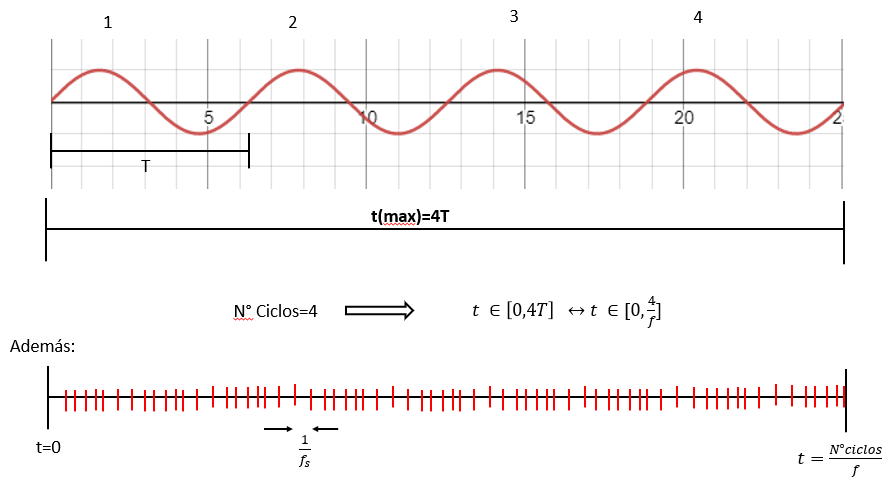 1 2 3 4
5 10 15 20 2
T
t(max)=4T
N° Ciclos=4 t ∈ [0,4T] ↔ t ∈ [0, 4/f]
Además:
t=0 1/fₛ t = N°ciclos/f